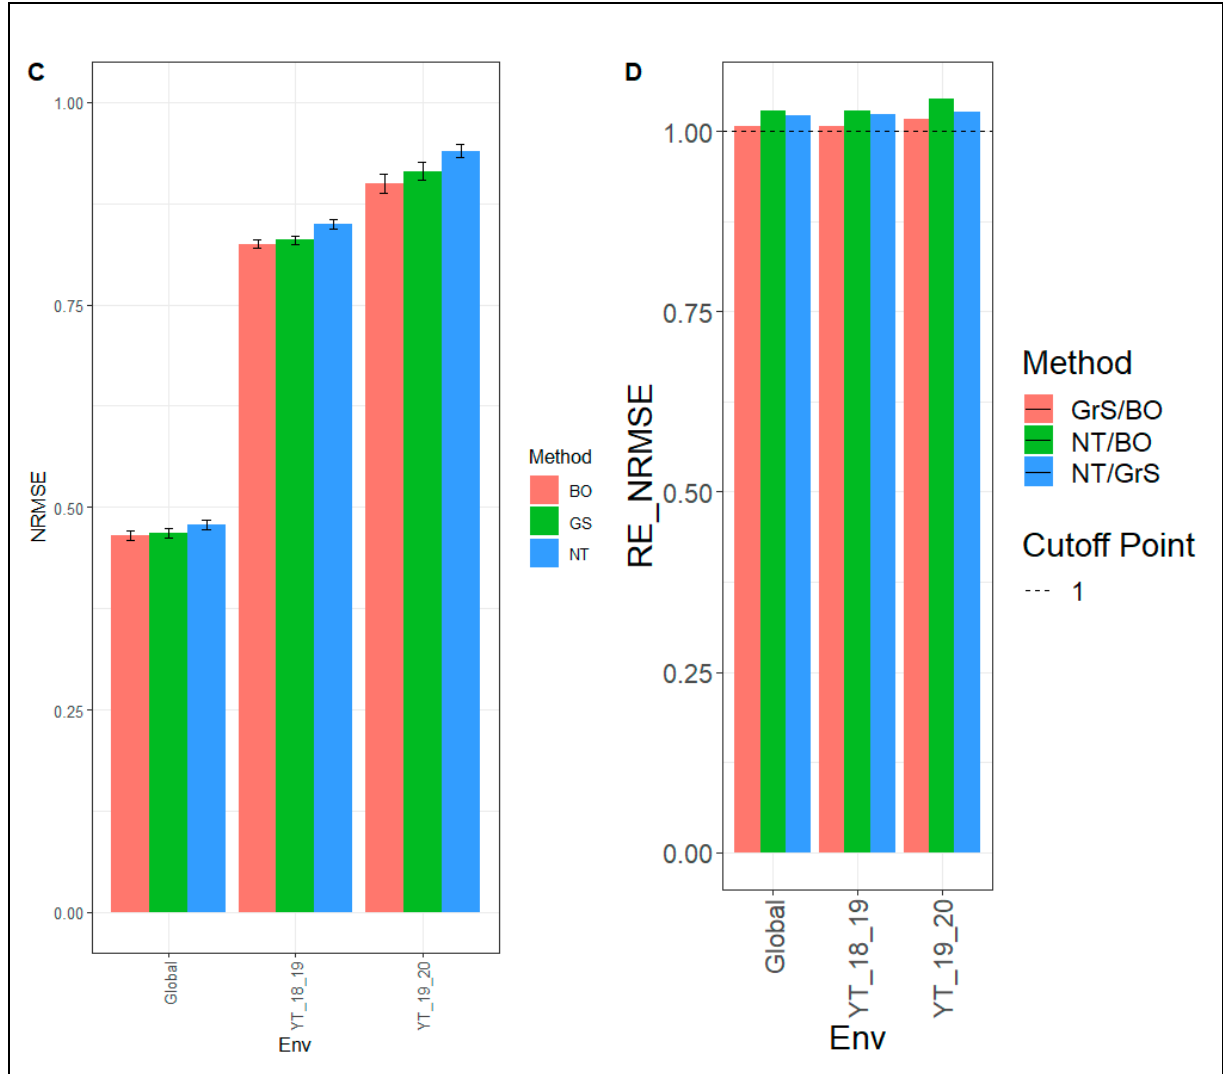 C
1.00
0.75
0.50
0.25
0.00
NRMSE
Global
YT_18_19
YT_19_20
Env
Method
BO
GS
NT
D
1.00
0.75
0.50
0.25
0.00
RE_NRMSE
Global
YT_18_19
YT_19_20
Env
Method
GrS/BO
NT/BO
NT/GrS
Cutoff Point
1